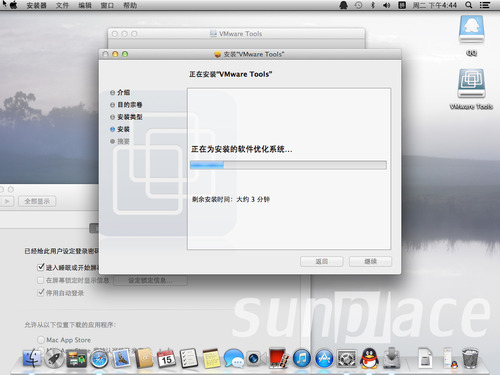 安装器 文件 编辑 窗口 帮助
周二 下午4:44
VMware Tools
安装"VMware Tools"
QQ
VMware Tools
正在安装"VMware Tools"
介绍
目的宗卷
安装类型
安装
摘要
正在为安装的软件优化系统...
剩余安装时间：大约 3 分钟
返回 继续
全部显示
已经给此用户设定登录密码
进入睡眠或开始屏
在屏幕锁定时显示信息 设定锁定信息...
停用自动登录
允许从以下位置下载的应用程序：
Mac App Store
15
sunplace